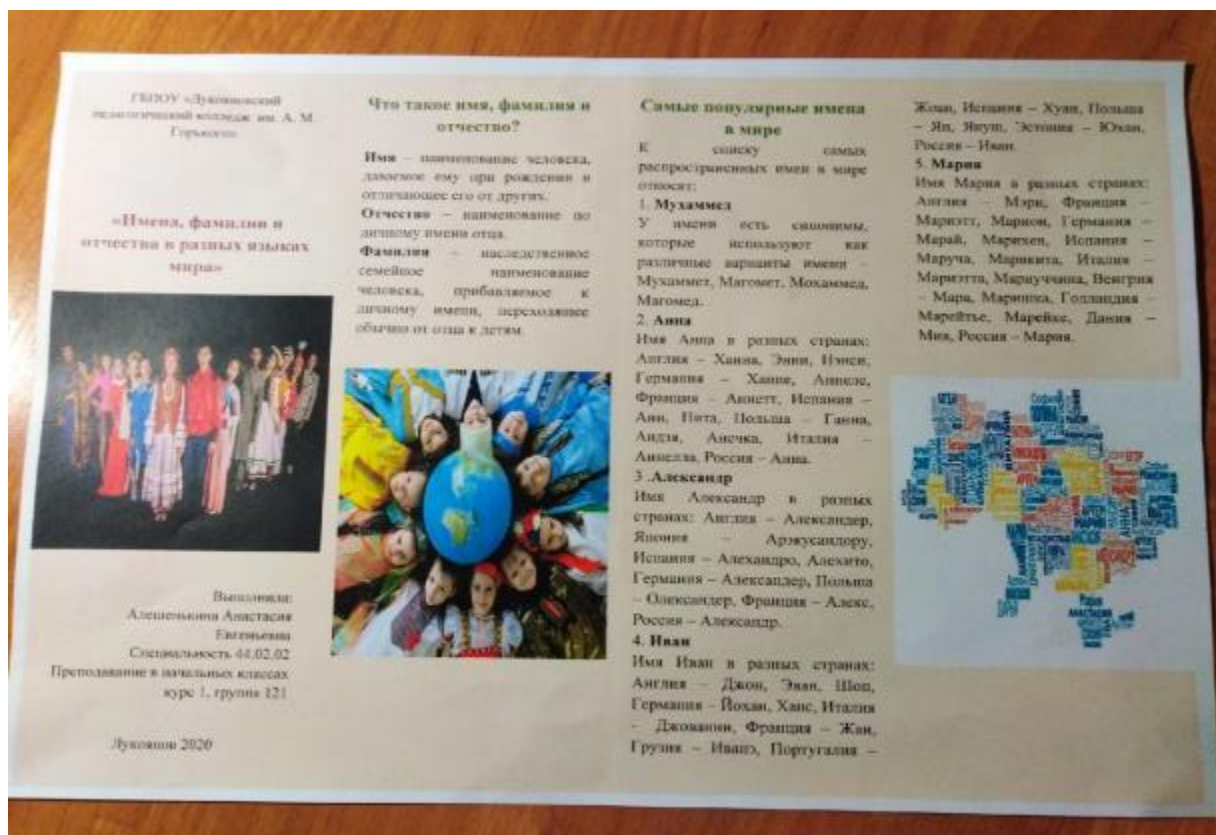 ГБПОУ «Лукояновский
педагогический колледж им. А. М.
Горького»
«Имена, фамилии и
отчества в разных языках
мира»
Выполнила:
Алешенькина Анастасия
Евгеньевна
Специальность 44.02.02
Преподавание в начальных классах
курс 1, группа 121
Лукоянов 2020
Что такое имя, фамилия и
отчество?
Имя – наименование человека,
даваемое ему при рождении и
отличающее его от других.
Отчество – наименование по
личному имени отца.
Фамилия – наследственное
семейное наименование
человека, прибавляемое к
личному имени, переходящее
обычно от отца к детям.
Самые популярные имена
в мире
К списку самых
распространенных имен в мире
относят:
1. Мухаммед
У имени есть синонимы,
которые используют как
различные варианты имени –
Мухаммет, Магомет, Мохаммед,
Магомед.
2. Анна
Имя Анна в разных странах:
Англия – Ханна, Энни, Нэнси,
Германия – Ханне, Аннеле,
Франция – Аннетт, Испания –
Ани, Нита, Польша – Ганна,
Андзя, Анечка, Италия –
Аннелла, Россия – Анна.
3 .Александр
Имя Александр в разных
странах: Англия – Александер,
Япония – Арэкусандору,
Испания – Алехандро, Алехито,
Германия – Александер, Польша
– Олександер, Франция – Алекс,
Россия – Александр.
4. Иван
Имя Иван в разных странах:
Англия – Джон, Эван, Шон,
Германия – Йохан, Ханс, Италия
- Джованни, Франция – Жан,
Грузия – Иванэ, Португалия –
Жоан, Испания – Хуан, Польша
– Ян, Януш, Эстония – Юхан,
Россия – Иван.
5. Мария
Имя Мария в разных странах:
Англия – Мэри, Франция –
Мариэтт, Марион, Германия –
Марай, Марихен, Испания –
Маруча, Марикита, Италия –
Мариэтта, Мариуччина, Венгрия
– Мара, Маришка, Голландия –
Марейтье, Марейке, Дания –
Миа, Россия – Мария.
София
МАРИЯ
АННА
АНАСТАСИЯ